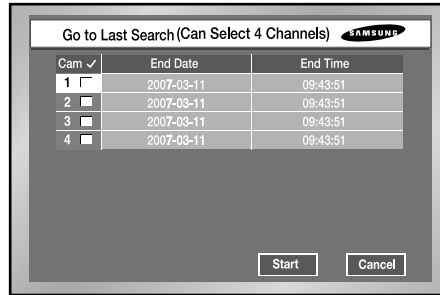 Go to Last Search (Can Select 4 Channels) SAMSUNG
Cam ✓ End Date End Time
1 2007-03-11 09:43:51
2 2007-03-11 09:43:51
3 2007-03-11 09:43:51
4 2007-03-11 09:43:51
Start Cancel